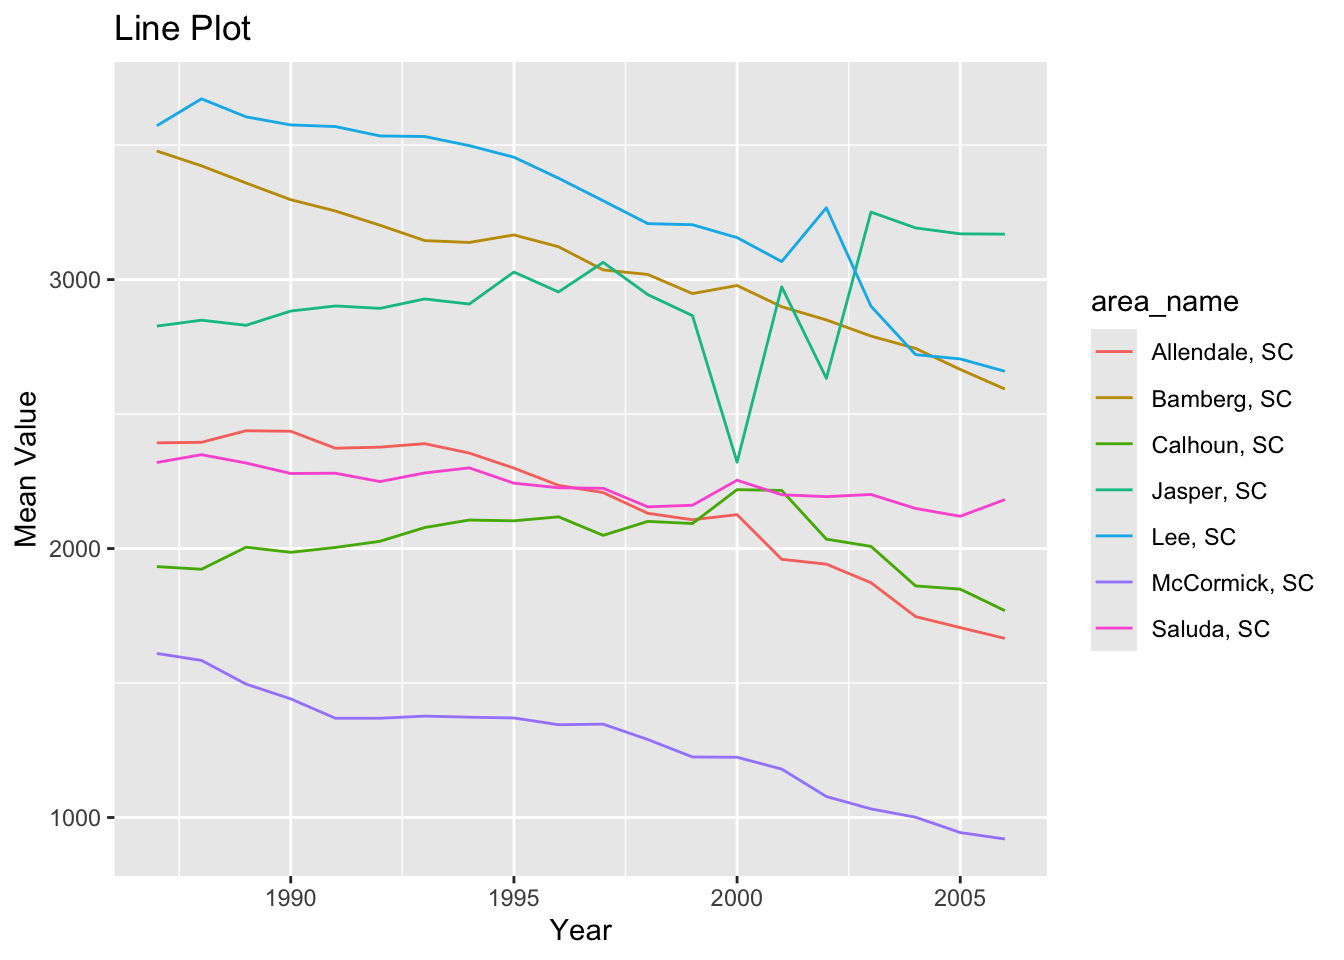 Line Plot
Mean Value
3000
2000
1000
1990 1995 2000 2005
Year
area_name
Allendale, SC
Bamberg, SC
Calhoun, SC
Jasper, SC
Lee, SC
McCormick, SC
Saluda, SC